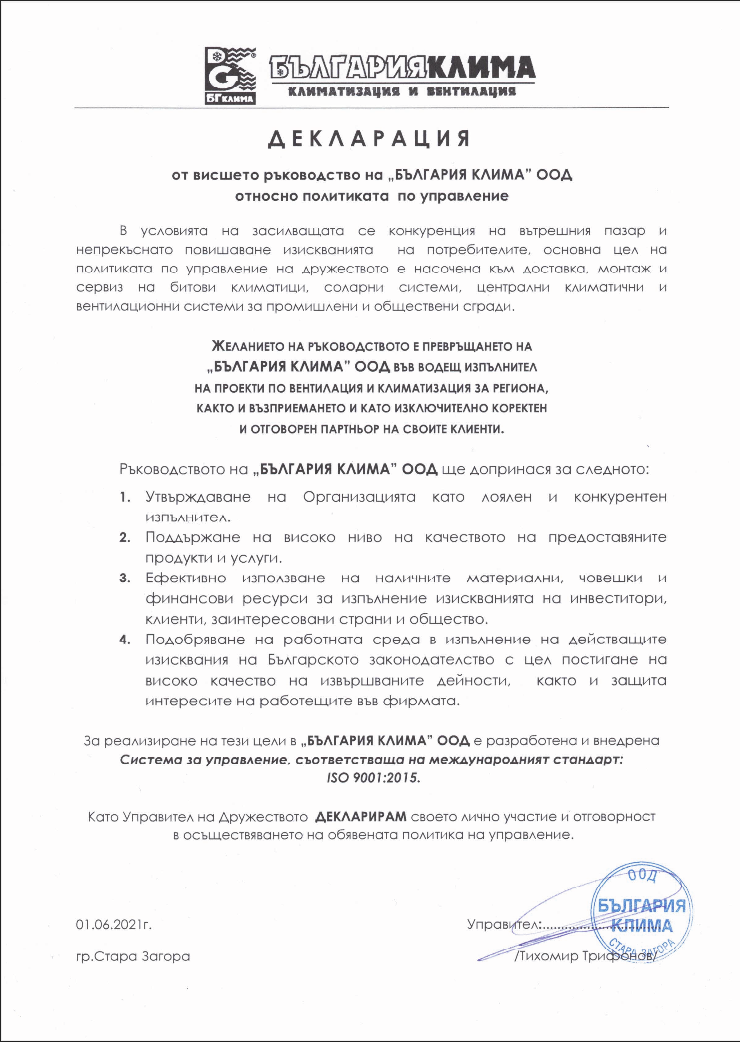 БГ КЛИМА
БЪЛГАРИЯКЛИМА
КЛИМАТИЗАЦИЯ И ВЕНТИЛАЦИЯ
ДЕКЛАРАЦИЯ
от висшето ръководство на „БЪЛГАРИЯ КЛИМА” ООД
относно политиката по управление
В условията на засилващата се конкуренция на вътрешния пазар и
непрекъснато повишаване изискванията на потребителите, основна цел на
политиката по управление на дружеството е насочена към доставка, монтаж и
сервиз на битови климатици, соларни системи, централни климатични и
вентилационни системи за промишлени и обществени сгради.
ЖЕЛАНИЕТО НА РЪКОВОДСТВОТО Е ПРЕВРЪЩАНЕТО НА
„БЪЛГАРИЯ КЛИМА” ООД ВЪВ ВОДЕЩ ИЗПЪЛНИТЕЛ
НА ПРОЕКТИ ПО ВЕНТИЛАЦИЯ И КЛИМАТИЗАЦИЯ ЗА РЕГИОНА,
КАКТО И ВЪЗПРИЕМАНЕТО И КАТО ИЗКЛЮЧИТЕЛНО КОРЕКТЕН
И ОТГОВОРЕН ПАРТНЬОР НА СВОИТЕ КЛИЕНТИ.
Ръководството на „БЪЛГАРИЯ КЛИМА” ООД ще допринася за следното:
1. Утвърждаване на Организацията като лоялен и конкурентен
изпълнител.
2. Поддържане на високо ниво на качеството на предоставяните
продукти и услуги.
3. Ефективно използване на наличните материални, човешки и
финансови ресурси за изпълнение изискванията на инвеститори,
клиенти, заинтересовани страни и общество.
4. Подобряване на работната среда в изпълнение на действащите
изисквания на Българското законодателство с цел постигане на
високо качество на извършваните дейности, както и защита
интересите на работещите във фирмата.
За реализиране на тези цели в „БЪЛГАРИЯ КЛИМА” ООД е разработена и внедрена
Система за управление, съответстваща на международният стандарт:
ISO 9001:2015.
Като Управител на Дружеството ДЕКЛАРИРАМ своето лично участие и отговорност
в осъществяването на обявената политика на управление.
ООД
БЪЛГАРИЯ
КЛИМА
СТАРА ЗАГОРА
01.06.2021г.
Управител:........................
гр.Стара Загора
/Тихомир Трифонов/